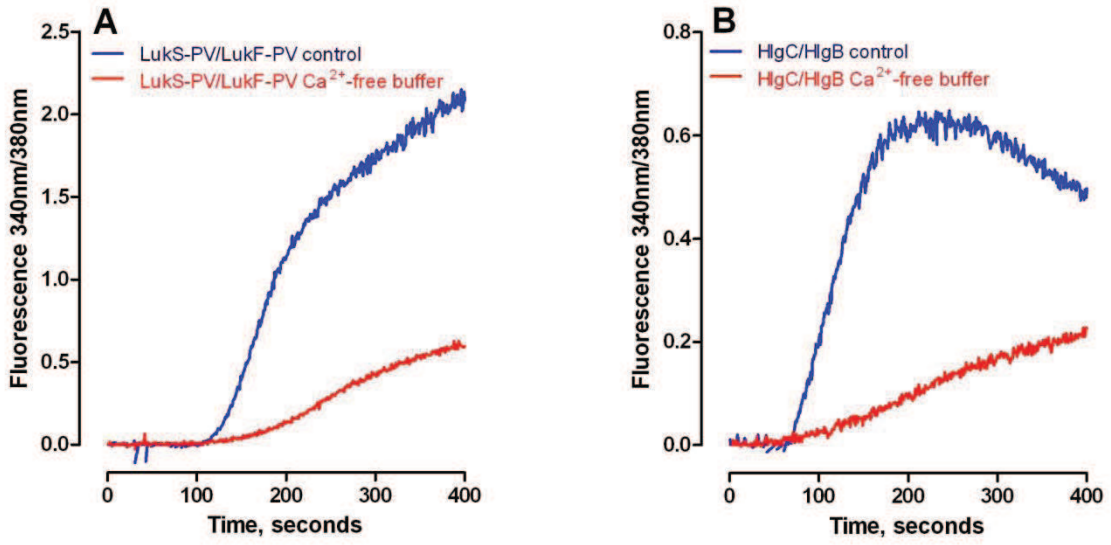 A
LukS-PV/LukF-PV control
LukS-PV/LukF-PV Ca²⁺-free buffer
Fluorescence 340nm/380nm
2.5
2.0
1.5
1.0
0.5
0.0
0 100 200 300 400
Time, seconds
B
HlgC/HlgB control
HlgC/HlgB Ca²⁺-free buffer
Fluorescence 340nm/380nm
0.8
0.6
0.4
0.2
0.0
0 100 200 300 400
Time, seconds